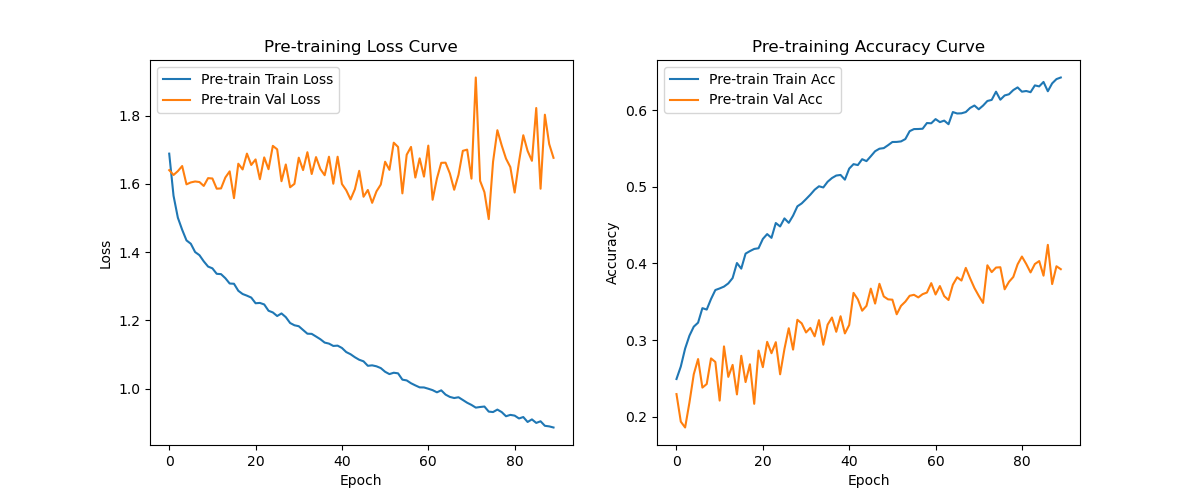 Pre-training Loss Curve
Pre-train Train Loss
Pre-train Val Loss
1.8
1.6
1.4
1.2
1.0
Loss
0
20
40
60
80
Epoch
Pre-training Accuracy Curve
Pre-train Train Acc
Pre-train Val Acc
0.6
0.5
0.4
0.3
0.2
Accuracy
0
20
40
60
80
Epoch